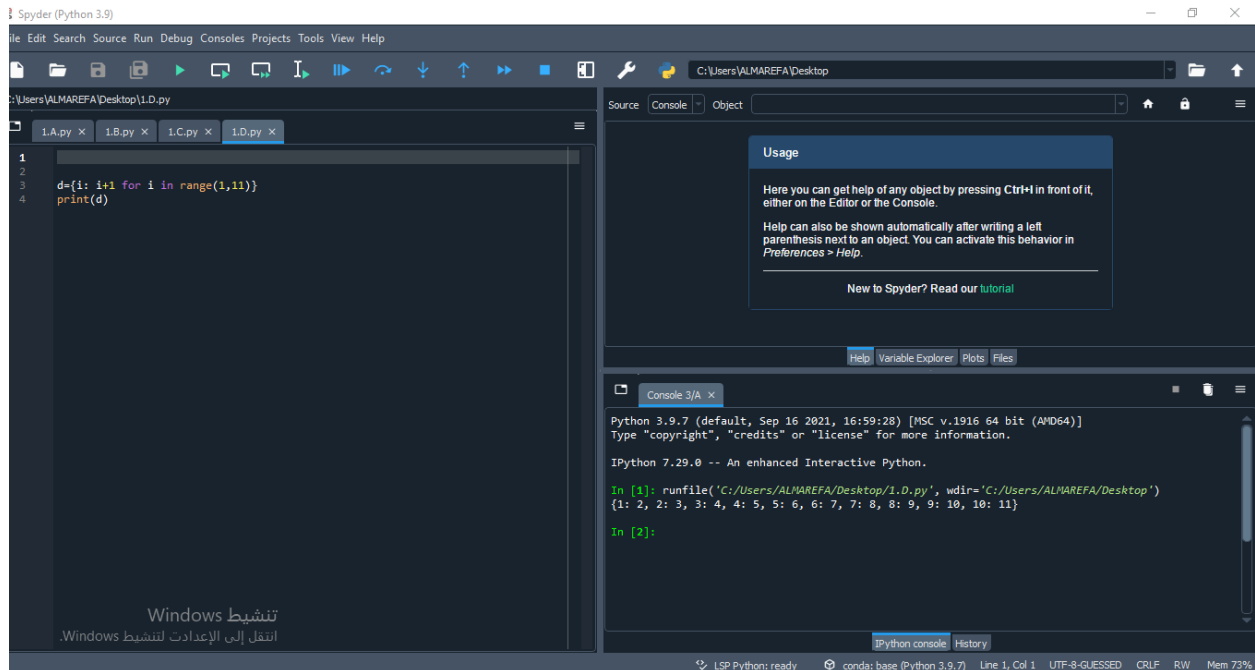 Spyder (Python 3.9)
ile Edit Search Source Run Debug Consoles Projects Tools View Help
C:\Users\ALMAREFA\Desktop
:\Users\ALMAREFA\Desktop\1.D.py
1.A.py 1.B.py 1.C.py 1.D.py
1
2
3 d={i: i+1 for i in range(1,11)}
4 print(d)
تنشيط Windows
انتقل إلى الإعدادت لتنشيط Windows.
Source Console Object
Usage
Here you can get help of any object by pressing Ctrl+I in front of it,
either on the Editor or the Console.
Help can also be shown automatically after writing a left
parenthesis next to an object. You can activate this behavior in
Preferences > Help.
New to Spyder? Read our tutorial
Help Variable Explorer Plots Files
Console 3/A
Python 3.9.7 (default, Sep 16 2021, 16:59:28) [MSC v.1916 64 bit (AMD64)]
Type "copyright", "credits" or "license" for more information.
IPython 7.29.0 -- An enhanced Interactive Python.
In [1]: runfile('C:/Users/ALMAREFA/Desktop/1.D.py', wdir='C:/Users/ALMAREFA/Desktop')
{1: 2, 2: 3, 3: 4, 4: 5, 5: 6, 6: 7, 7: 8, 8: 9, 9: 10, 10: 11}
In [2]:
IPython console History
LSP Python: ready conda: base (Python 3.9.7) Line 1, Col 1 UTF-8-GUESSED CRLF RW Mem 73%